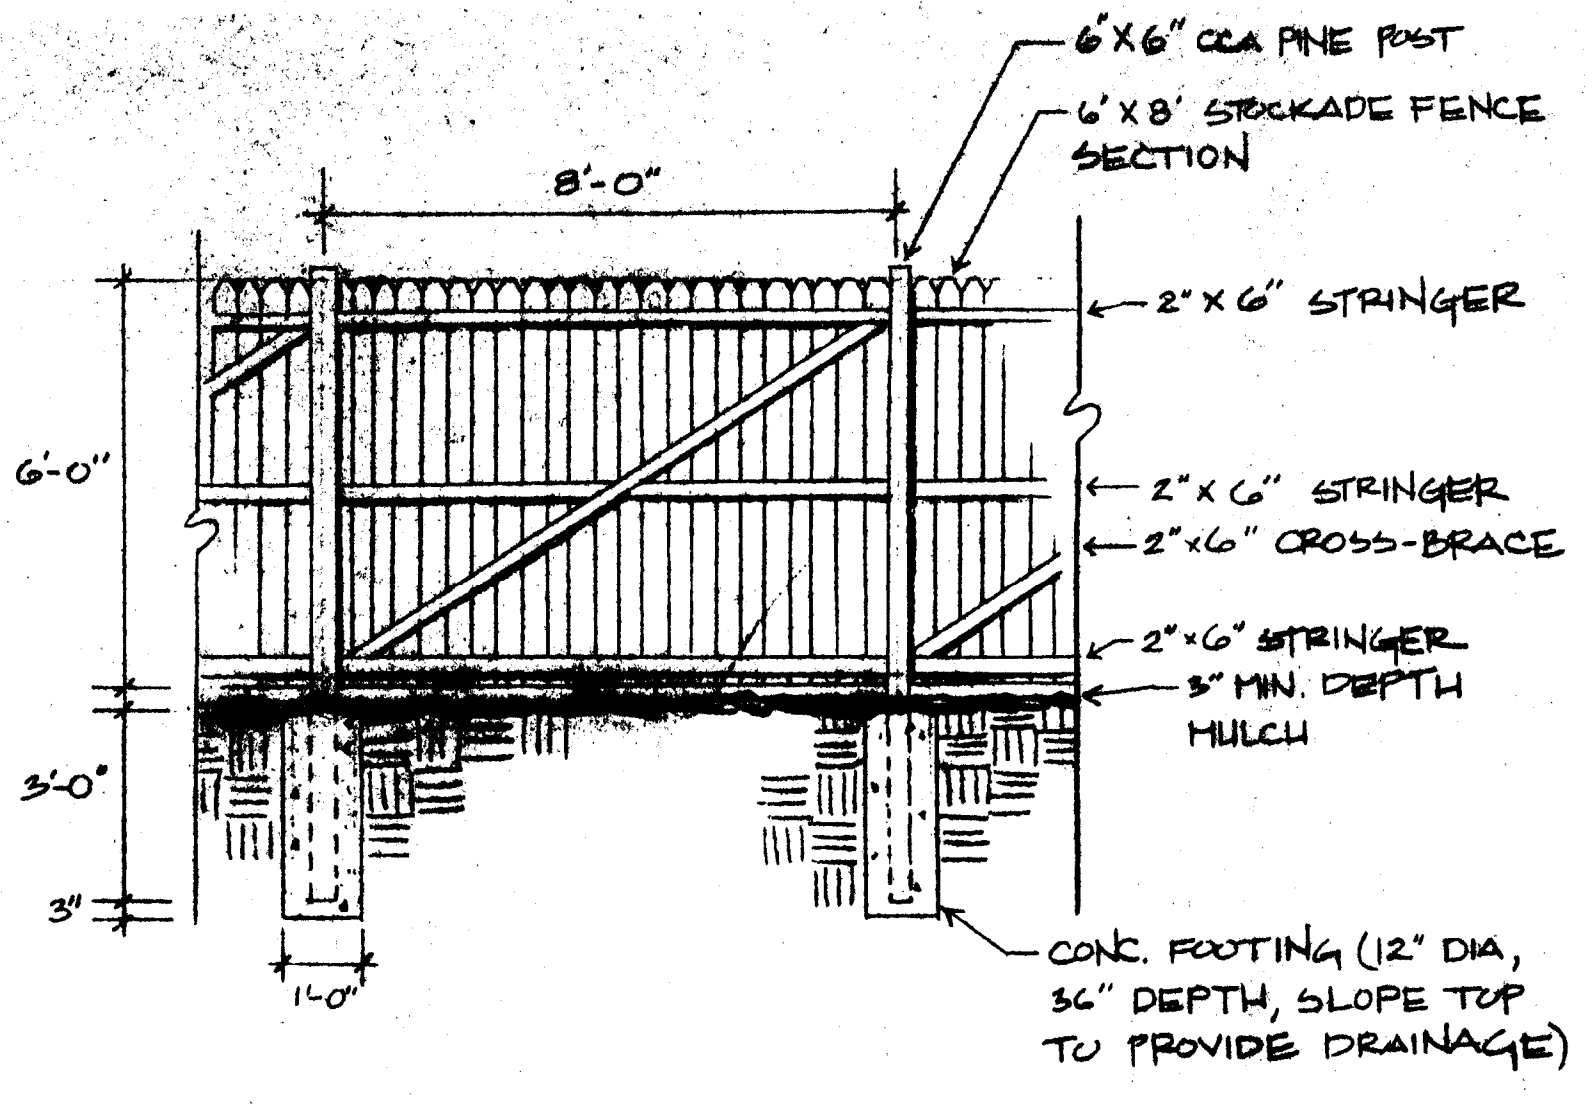 6"X6" CCA PINE POST
6'X8' STOCKADE FENCE
SECTION
8'-0"
2"X6" STRINGER
6'-0"
2"X6" STRINGER
2"X6" CROSS-BRACE
2"X6" STRINGER
3" MIN. DEPTH
MULCH
3'-0"
3"
1'-0"
CONC. FOOTING (12" DIA,
36" DEPTH, SLOPE TOP
TO PROVIDE DRAINAGE)